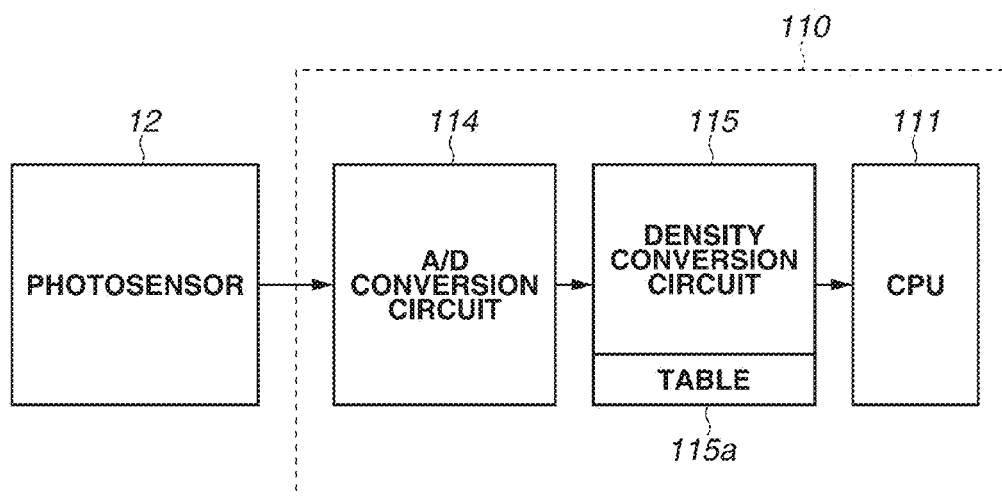 110
12
114
115
111
PHOTOSENSOR
A/D
CONVERSION
CIRCUIT
DENSITY
CONVERSION
CIRCUIT
CPU
TABLE
115a